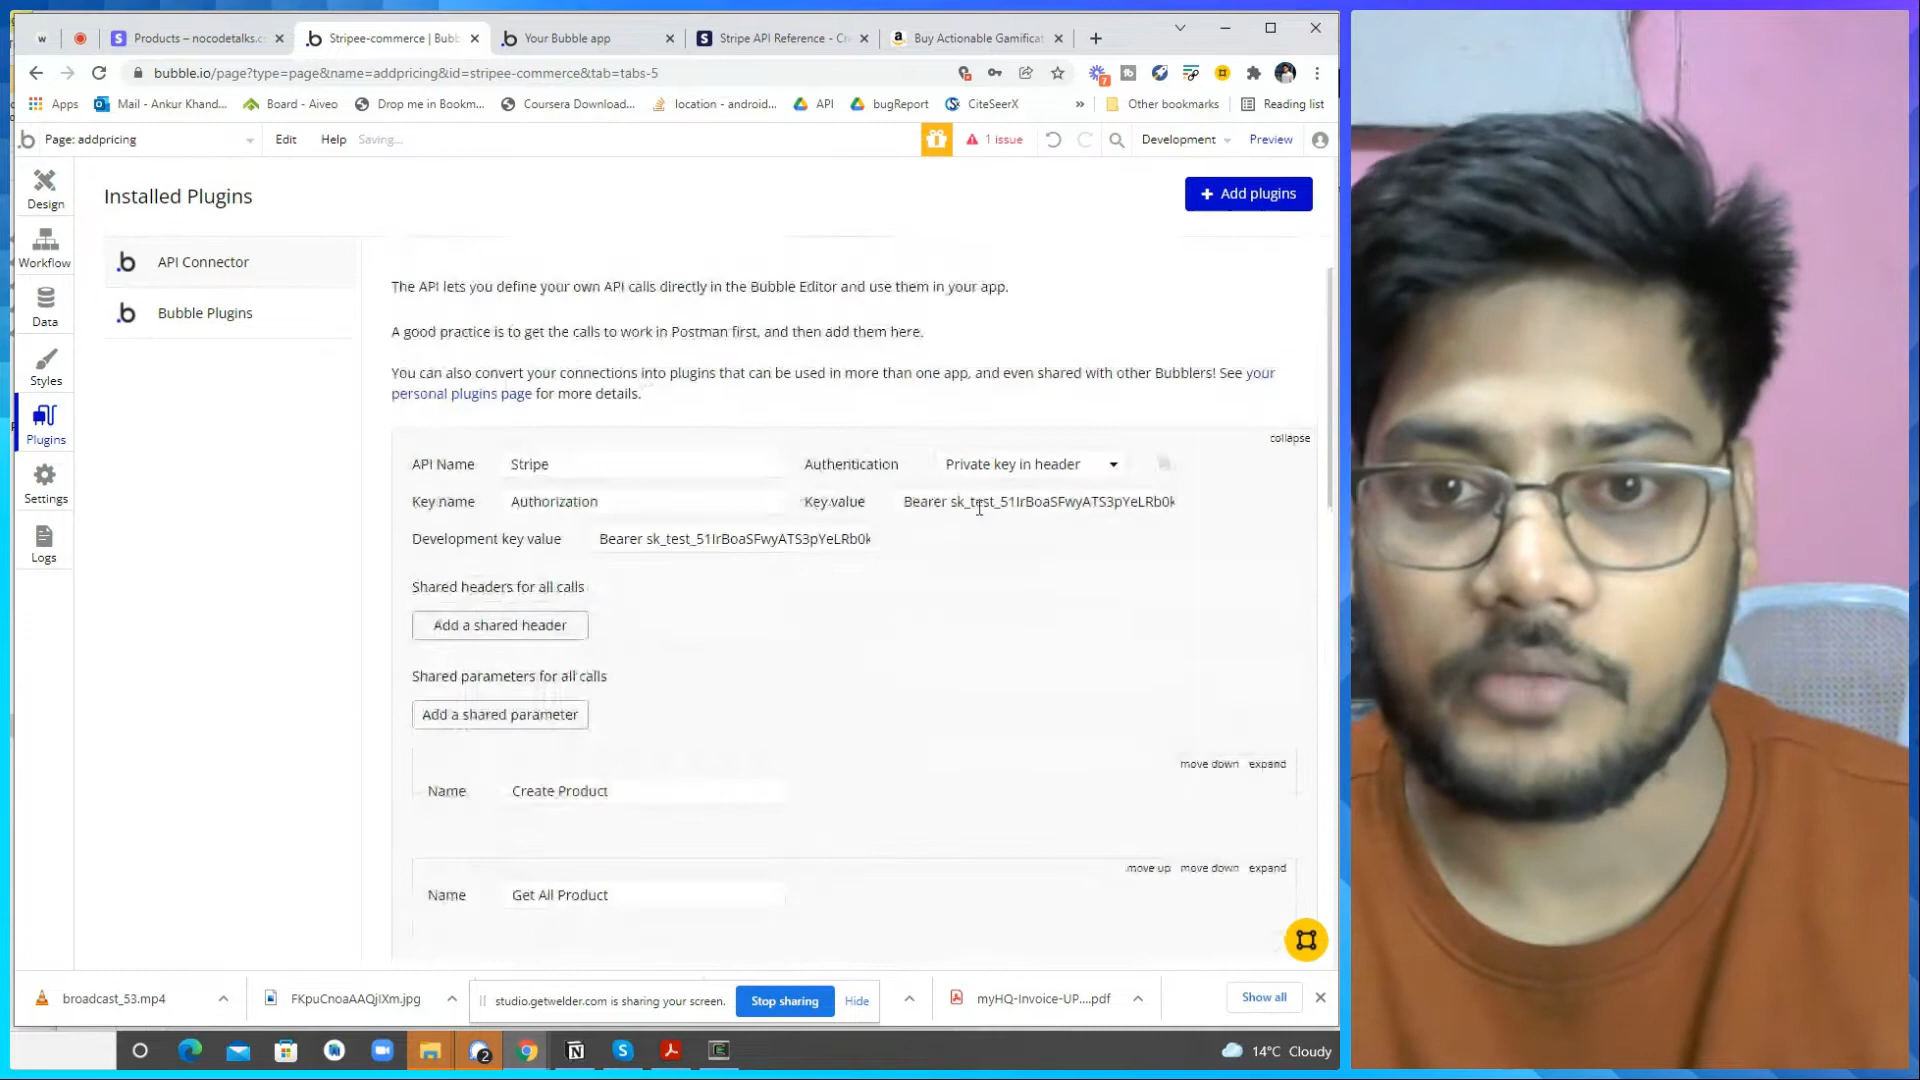 w
Products – nocodetalks.c
Stripee-commerce | Bubb
Your Bubble app
Stripe API Reference - Cr
Buy Actionable Gamificat
bubble.io/page?type=page&name=addpricing&id=stripee-commerce&tab=tabs-5
7
Apps
Mail - Ankur Khand...
Board - Aiveo
Drop me in Bookm...
Coursera Download...
location - android...
API
bugReport
CiteSeerX
»
Other bookmarks
Reading list
Page: addpricing
Edit
Help
Saving...
1 issue
Development
Preview
Design
Workflow
Data
Styles
Plugins
Settings
Logs
Installed Plugins
+ Add plugins
API Connector
Bubble Plugins
The API lets you define your own API calls directly in the Bubble Editor and use them in your app.
A good practice is to get the calls to work in Postman first, and then add them here.
You can also convert your connections into plugins that can be used in more than one app, and even shared with other Bubblers! See your
personal plugins page for more details.
collapse
API Name Stripe Authentication Private key in header
Key name Authorization Key value Bearer sk_test_51IrBoaSFwyATS3pYeLRb0k
Development key value Bearer sk_test_51IrBoaSFwyATS3pYeLRb0k
Shared headers for all calls
Add a shared header
Shared parameters for all calls
Add a shared parameter
move down expand
Name Create Product
move up move down expand
Name Get All Product
broadcast_53.mp4
FKpuCnoaAAQjIXm.jpg
studio.getwelder.com is sharing your screen.
Stop sharing
Hide
myHQ-Invoice-UP....pdf
Show all
2
14°C Cloudy